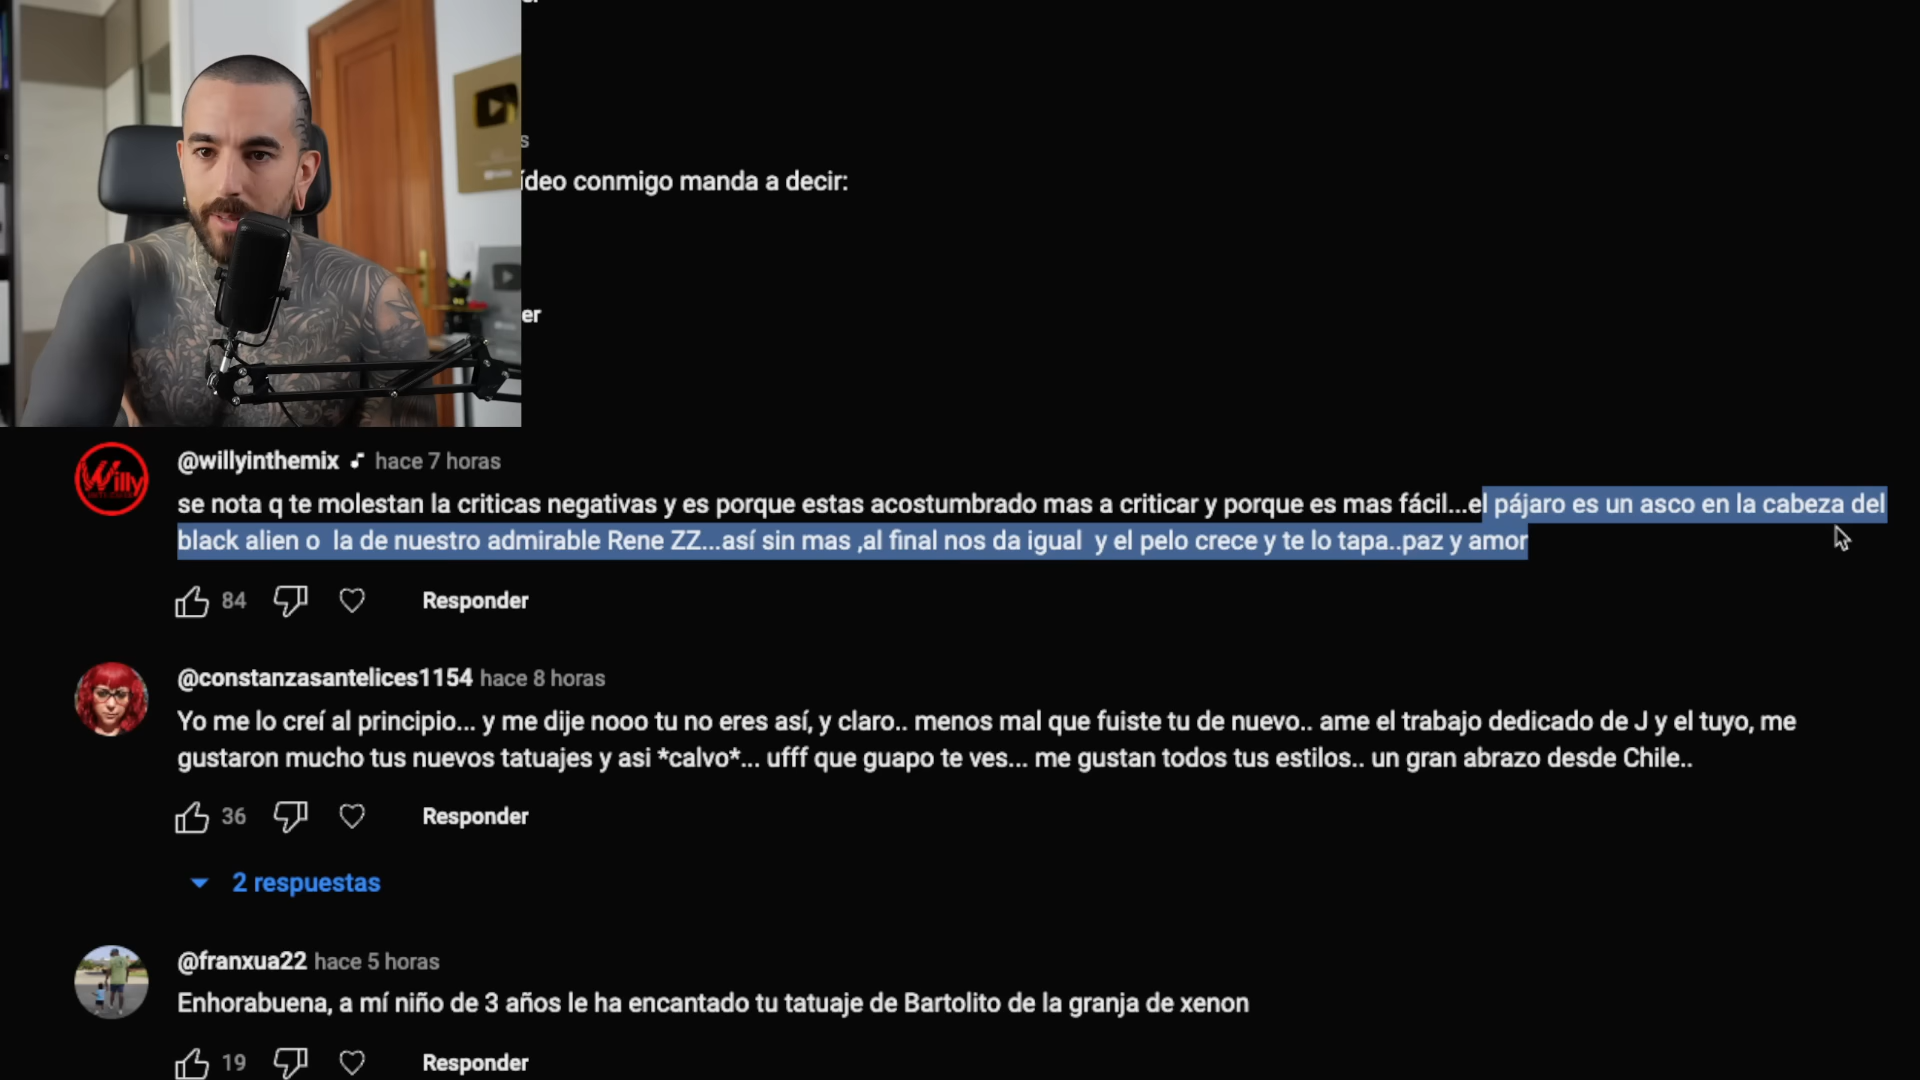 ídeo conmigo manda a decir:
er
@willyinthemix hace 7 horas
se nota q te molestan la criticas negativas y es porque estas acostumbrado mas a criticar y porque es mas fácil...el pájaro es un asco en la cabeza del
black alien o la de nuestro admirable Rene ZZ...así sin mas ,al final nos da igual y el pelo crece y te lo tapa..paz y amor
Willy
84 Responder
@constanzasantelices1154 hace 8 horas
Yo me lo creí al principio... y me dije nooo tu no eres así, y claro.. menos mal que fuiste tu de nuevo.. ame el trabajo dedicado de J y el tuyo, me
gustaron mucho tus nuevos tatuajes y asi *calvo*... ufff que guapo te ves... me gustan todos tus estilos.. un gran abrazo desde Chile..
36 Responder
2 respuestas
@franxua22 hace 5 horas
Enhorabuena, a mí niño de 3 años le ha encantado tu tatuaje de Bartolito de la granja de xenon
19 Responder